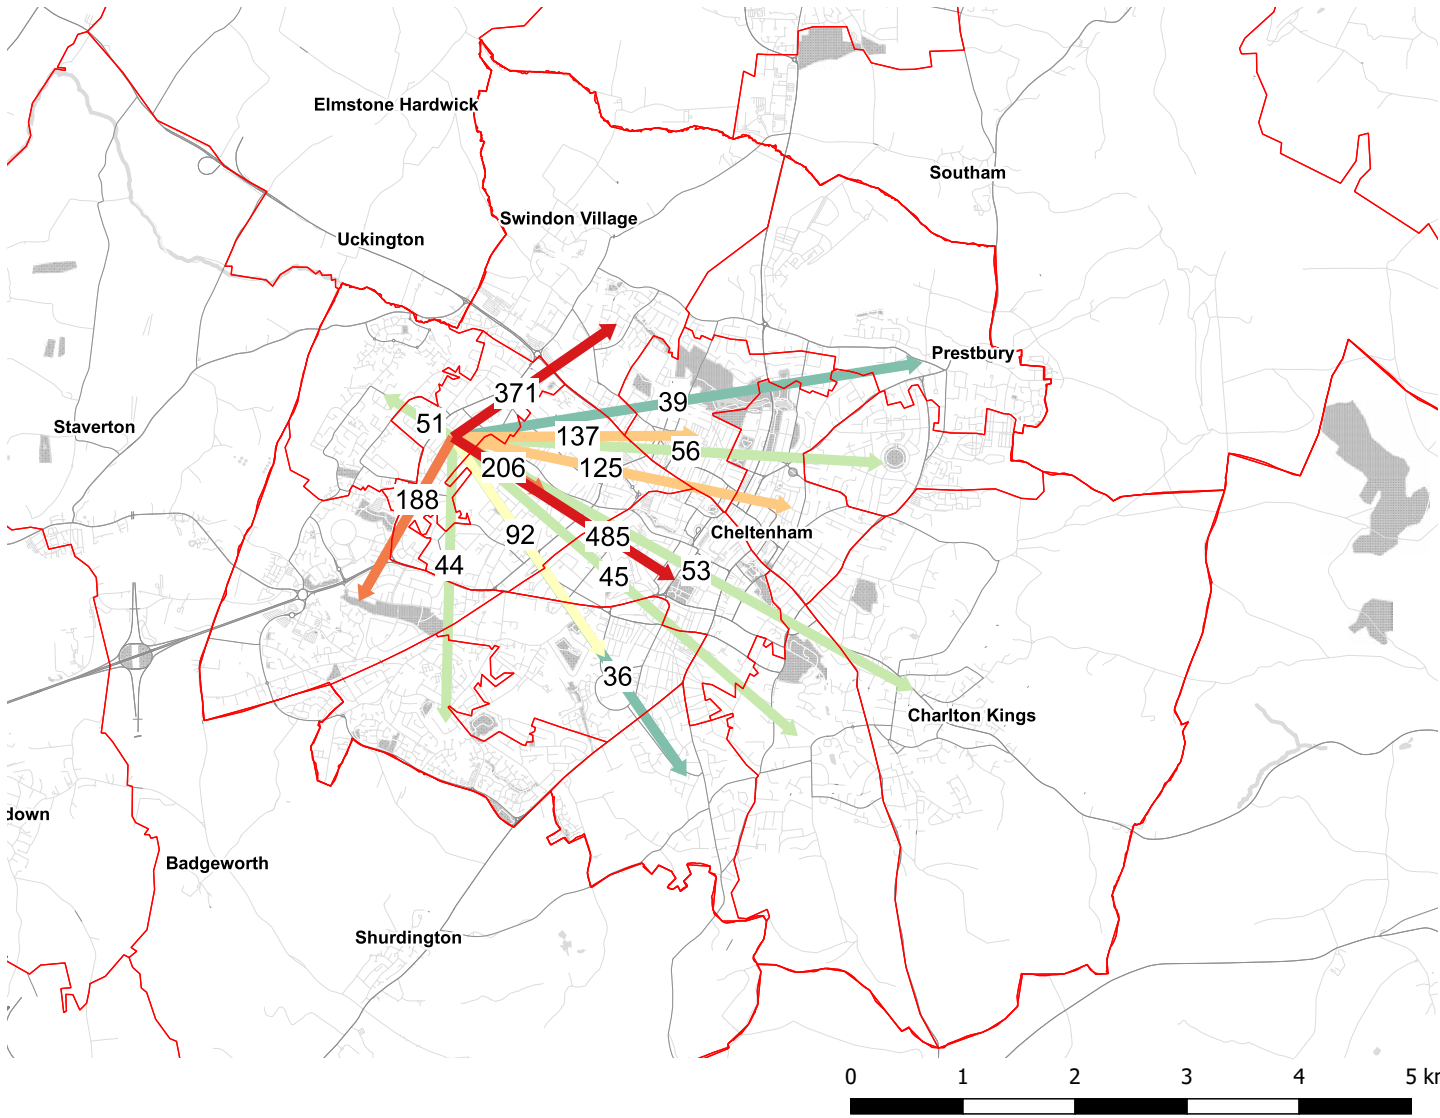 Elmstone Hardwick
Southam
Swindon Village
Uckington
Prestbury
371
39
51
Staverton
137
56
206
125
188
92
485
Cheltenham
44
45
53
36
Charlton Kings
down
Badgeworth
Shurdington
0 1 2 3 4 5 km